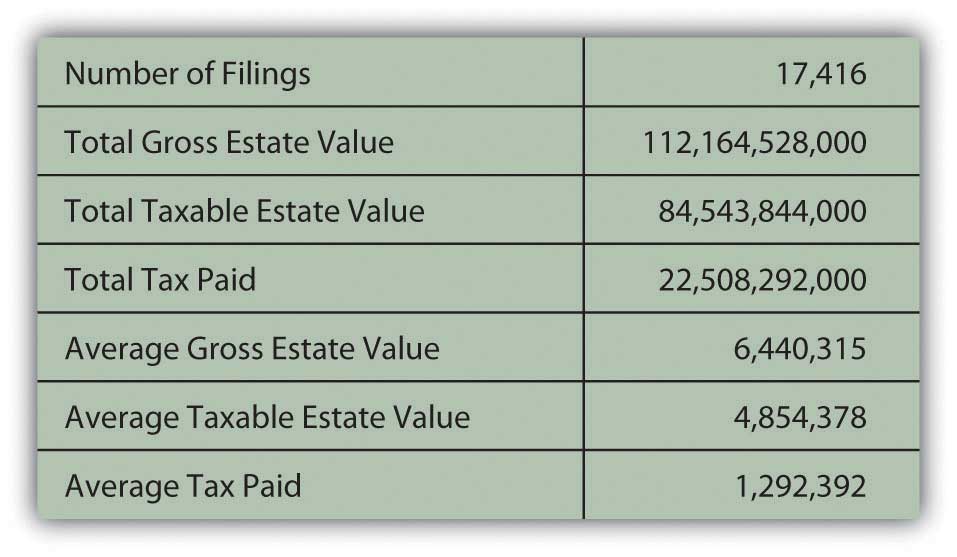 Number of Filings 17,416
Total Gross Estate Value 112,164,528,000
Total Taxable Estate Value 84,543,844,000
Total Tax Paid 22,508,292,000
Average Gross Estate Value 6,440,315
Average Taxable Estate Value 4,854,378
Average Tax Paid 1,292,392